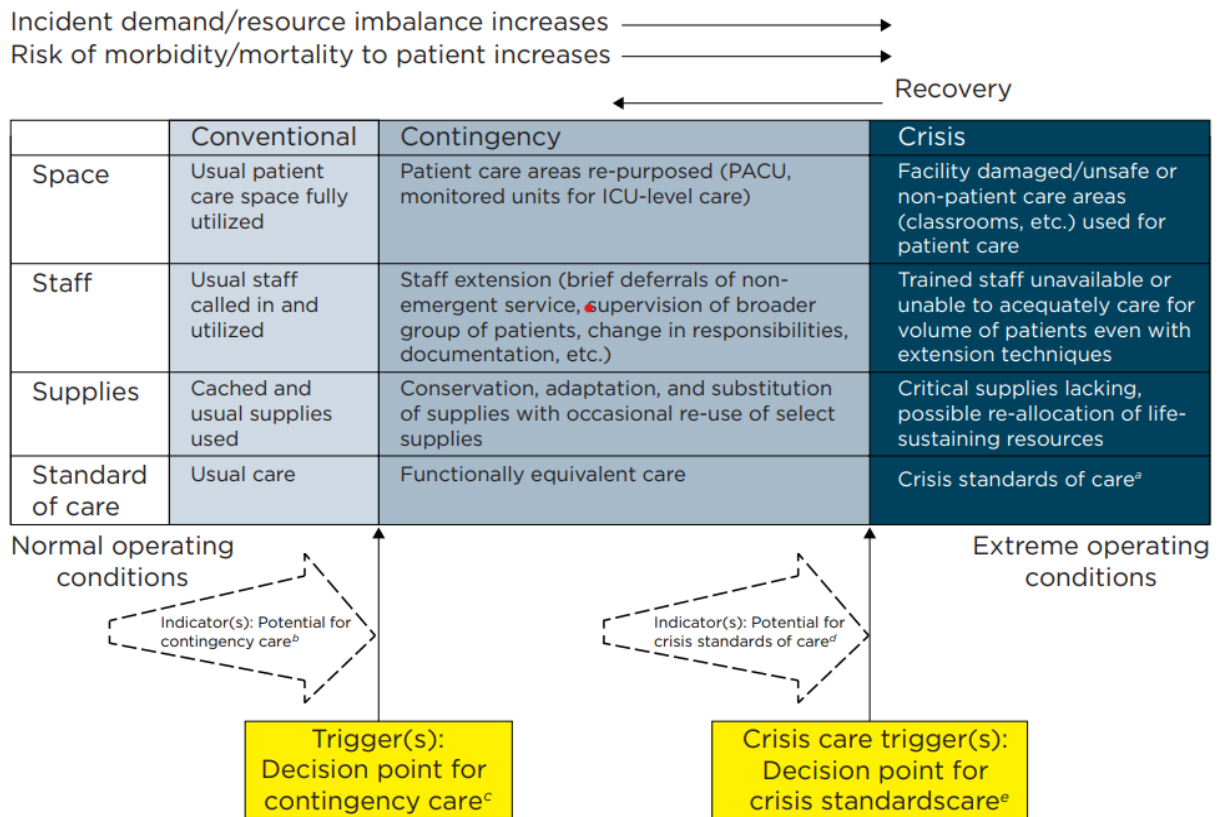 Incident demand/resource imbalance increases
Risk of morbidity/mortality to patient increases
Recovery
Conventional
Contingency
Crisis
Space
Usual patient
care space fully
utilized
Patient care areas re-purposed (PACU,
monitored units for ICU-level care)
Facility damaged/unsafe or
non-patient care areas
(classrooms, etc.) used for
patient care
Staff
Usual staff
called in and
utilized
Staff extension (brief deferrals of non-
emergent service, supervision of broader
group of patients, change in responsibilities,
documentation, etc.)
Trained staff unavailable or
unable to acequately care for
volume of patients even with
extension techniques
Supplies
Cached and
usual supplies
used
Conservation, adaptation, and substitution
of supplies with occasional re-use of select
supplies
Critical supplies lacking,
possible re-allocation of life-
sustaining resources
Standard
of care
Usual care
Functionally equivalent care
Crisis standards of careᵃ
Normal operating
conditions
Extreme operating
conditions
Indicator(s): Potential for
contingency careᵇ
Indicator(s): Potential for
crisis standards of careᵈ
Trigger(s):
Decision point for
contingency careᶜ
Crisis care trigger(s):
Decision point for
crisis standardscareᵉ